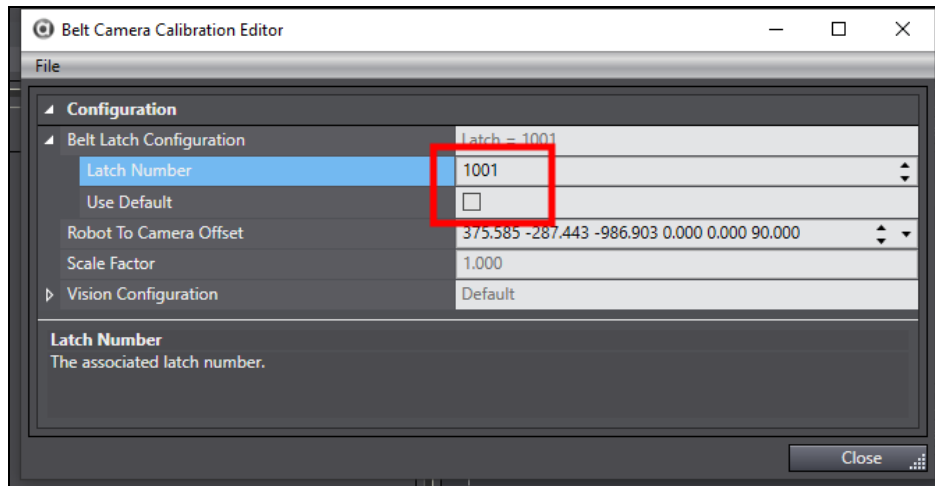 Belt Camera Calibration Editor
File
Configuration
Belt Latch Configuration Latch = 1001
Latch Number 1001
Use Default
Robot To Camera Offset 375.585 -287.443 -986.903 0.000 0.000 90.000
Scale Factor 1.000
Vision Configuration Default
Latch Number
The associated latch number.
Close